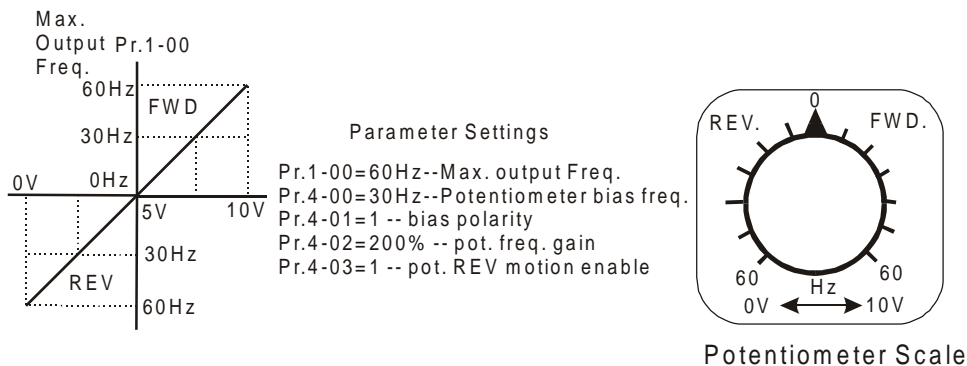 Max.
Output Pr.1-00
Freq.
60Hz
FWD
30Hz
0V
0Hz
5V
10V
30Hz
REV
60Hz
Parameter Settings
Pr.1-00=60Hz--Max. output Freq.
Pr.4-00=30Hz--Potentiometer bias freq.
Pr.4-01=1 -- bias polarity
Pr.4-02=200% -- pot. freq. gain
Pr.4-03=1 -- pot. REV motion enable
0
REV.
FWD.
60
60
Hz
0V
10V
Potentiometer Scale